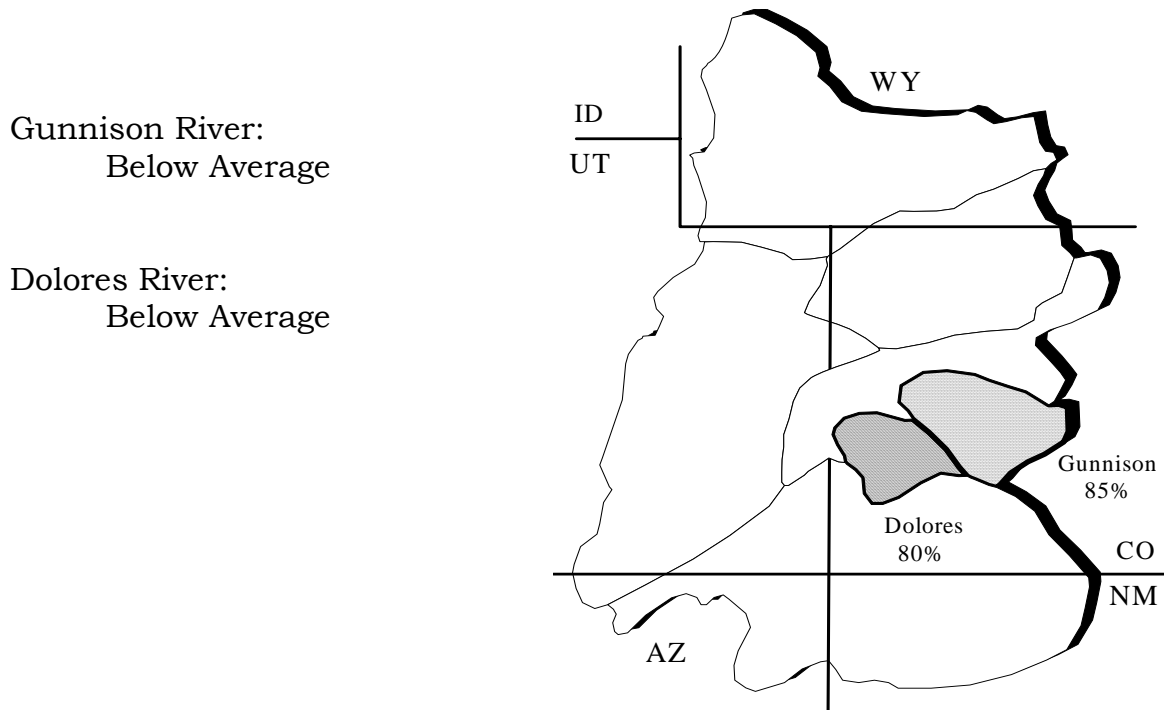 Gunnison River:
Below Average
Dolores River:
Below Average
WY
ID
UT
Gunnison
85%
Dolores
80%
CO
NM
AZ